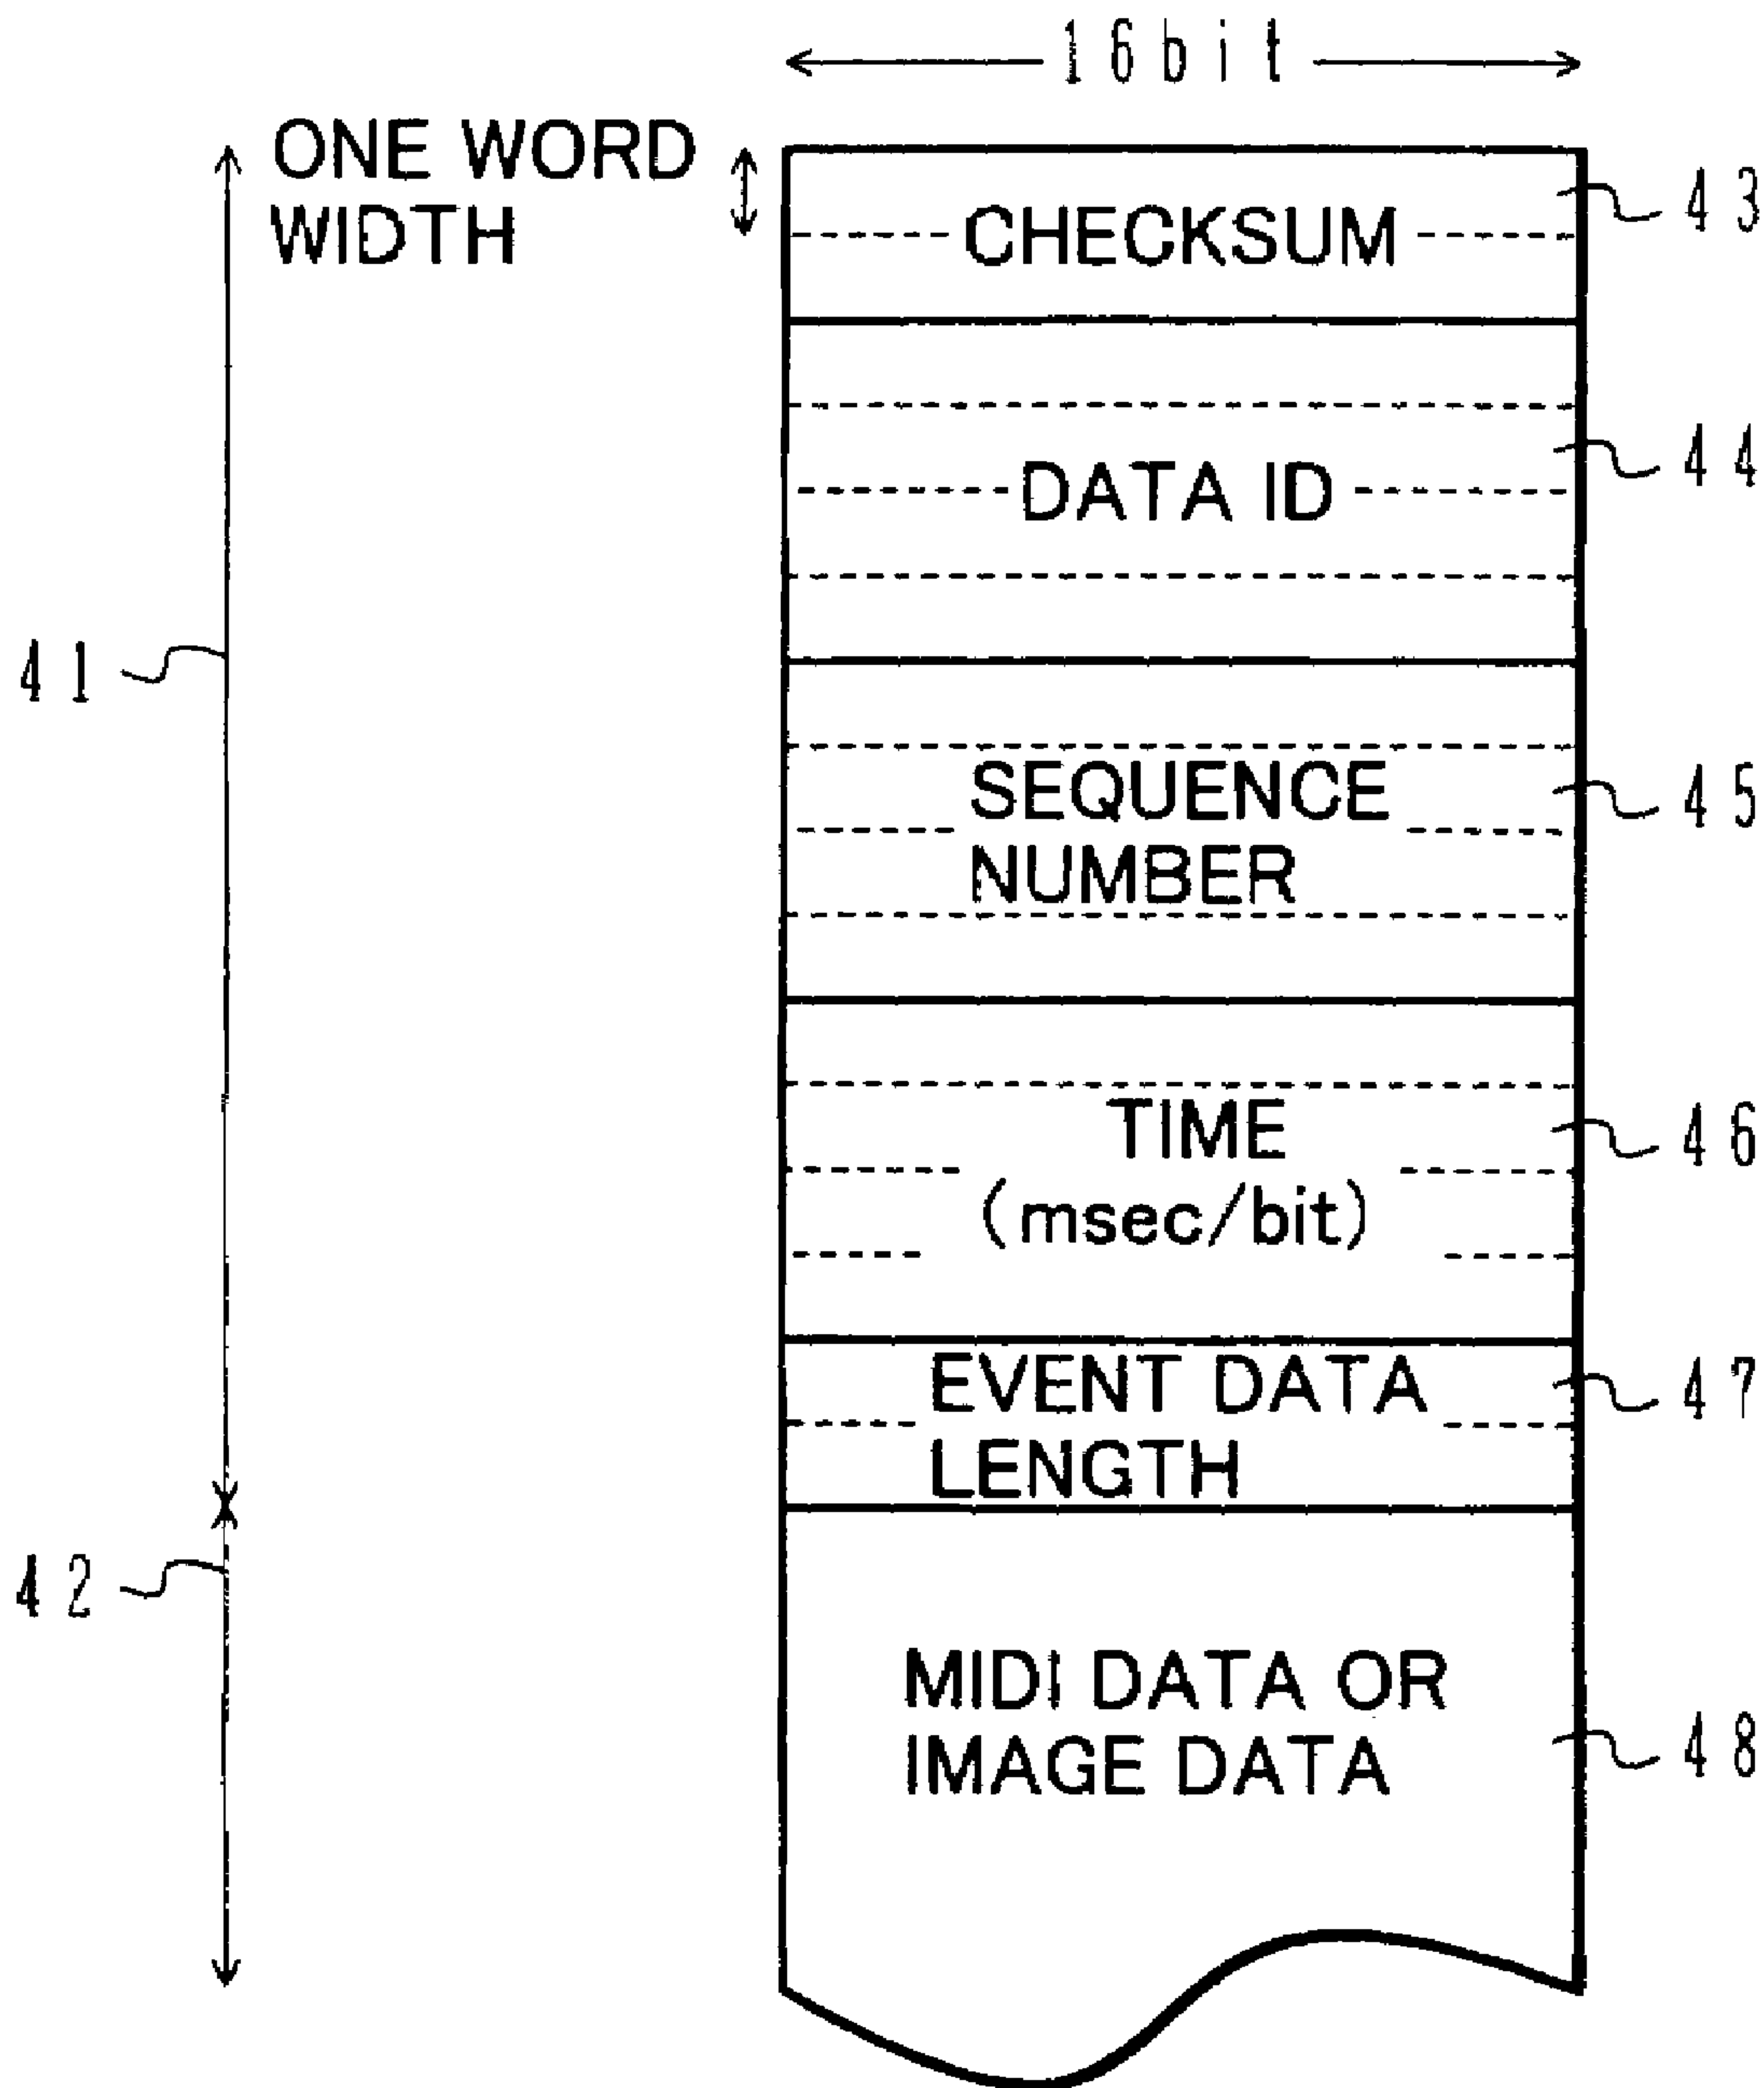 16bit
ONE WORD
WIDTH
CHECKSUM
43
DATA ID
44
41
SEQUENCE
NUMBER
45
TIME
(msec/bit)
46
EVENT DATA
LENGTH
47
42
MIDI DATA OR
IMAGE DATA
48